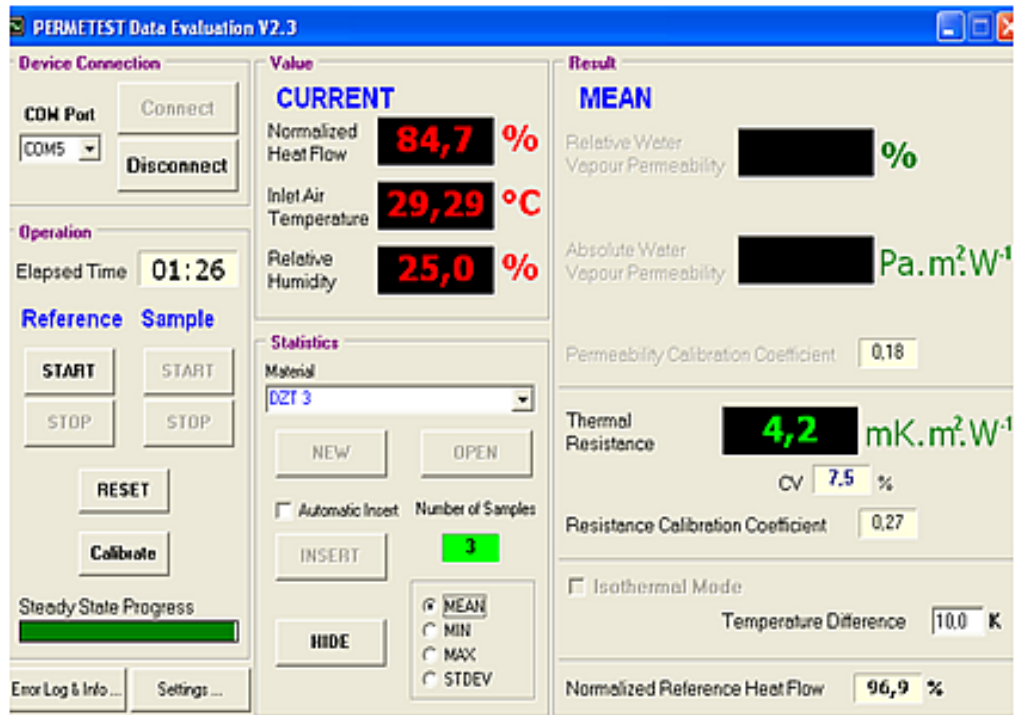 PERMETEST Data Evaluation V2.3
Device Connection
COM Port
Connect
COM5
Disconnect
Operation
Elapsed Time 01:26
Reference Sample
START START
STOP STOP
RESET
Calibrate
Steady State Progress
Error Log & Info ... Settings ...
Value
CURRENT
Normalized
Heat Flow
84,7 %
Inlet Air
Temperature
29,29 °C
Relative
Humidity
25,0 %
Statistics
Material
DZT 3
NEW OPEN
Automatic Insert Number of Samples
INSERT 3
HIDE
MEAN
MIN
MAX
STDEV
Result
MEAN
Relative Water
Vapour Permeability
%
Absolute Water
Vapour Permeability
Pa.m².W⁻¹
Permeability Calibration Coefficient 0,18
Thermal
Resistance
4,2 mK.m².W⁻¹
CV 7,5 %
Resistance Calibration Coefficient 0,27
Isothermal Mode
Temperature Difference 10,0 K
Normalized Reference Heat Flow 96,9 %